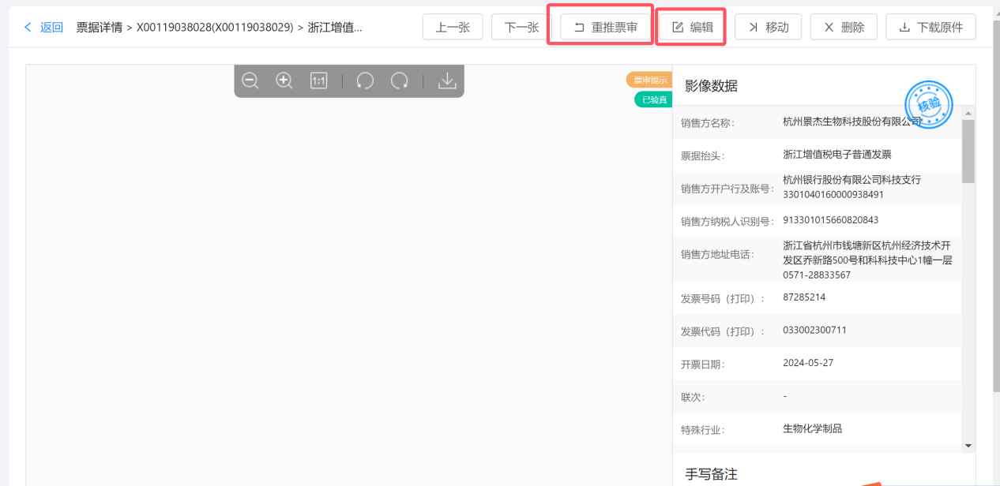 返回 票据详情 > X00119038028(X00119038029) > 浙江增值... 上一张 下一张 重推票审 编辑 移动 删除 下载原件
1:1
票审提示
已验真
影像数据
核验
销售方名称: 杭州景杰生物科技股份有限公司
票据抬头: 浙江增值税电子普通发票
销售方开户行及账号: 杭州银行股份有限公司科技支行
3301040160000938491
销售方纳税人识别号: 913301015660820843
销售方地址电话: 浙江省杭州市钱塘新区杭州经济技术开
发区乔新路500号和科科技中心1幢一层
0571-28833567
发票号码（打印）: 87285214
发票代码（打印）: 033002300711
开票日期: 2024-05-27
联次: -
特殊行业: 生物化学制品
手写备注